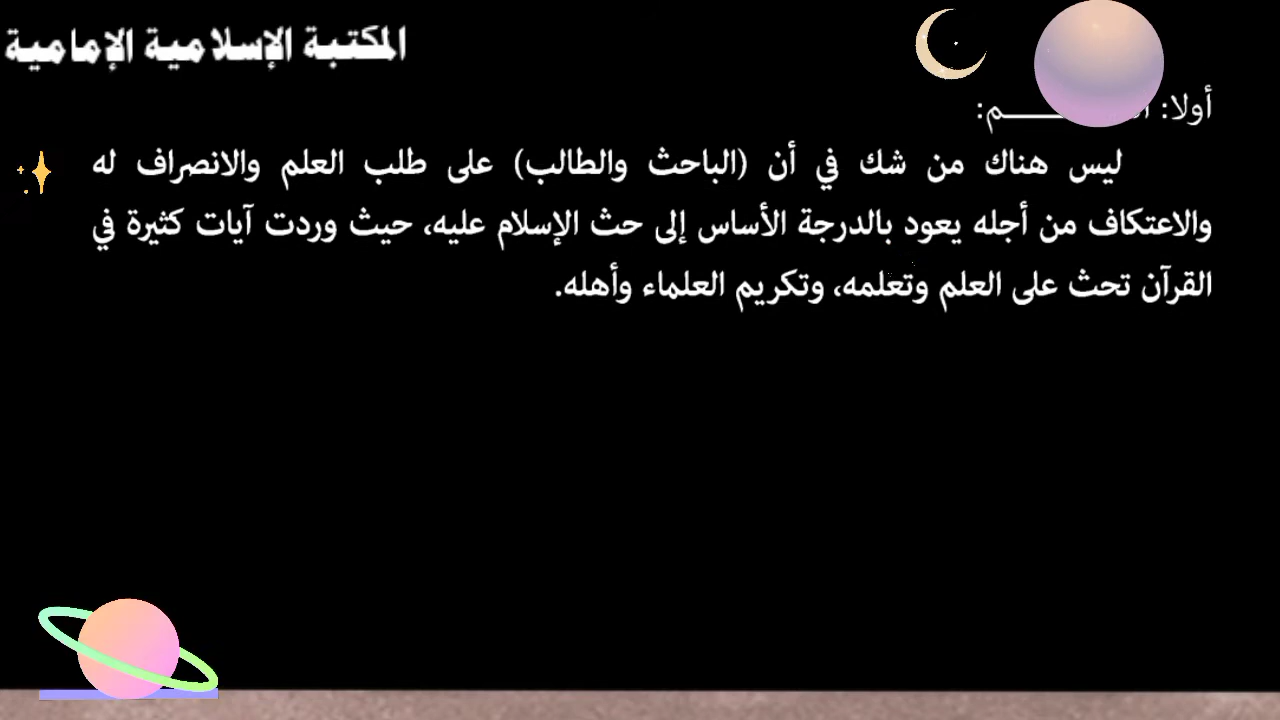 المكتبة الإسلامية الإمامية
أولا:
ليس هناك من شك في أن (الباحث والطالب) على طلب العلم والانصراف له
والاعتكاف من أجله يعود بالدرجة الأساس إلى حث الإسلام عليه، حيث وردت آيات كثيرة في
القرآن تحث على العلم وتعلمه، وتكريم العلماء وأهله.